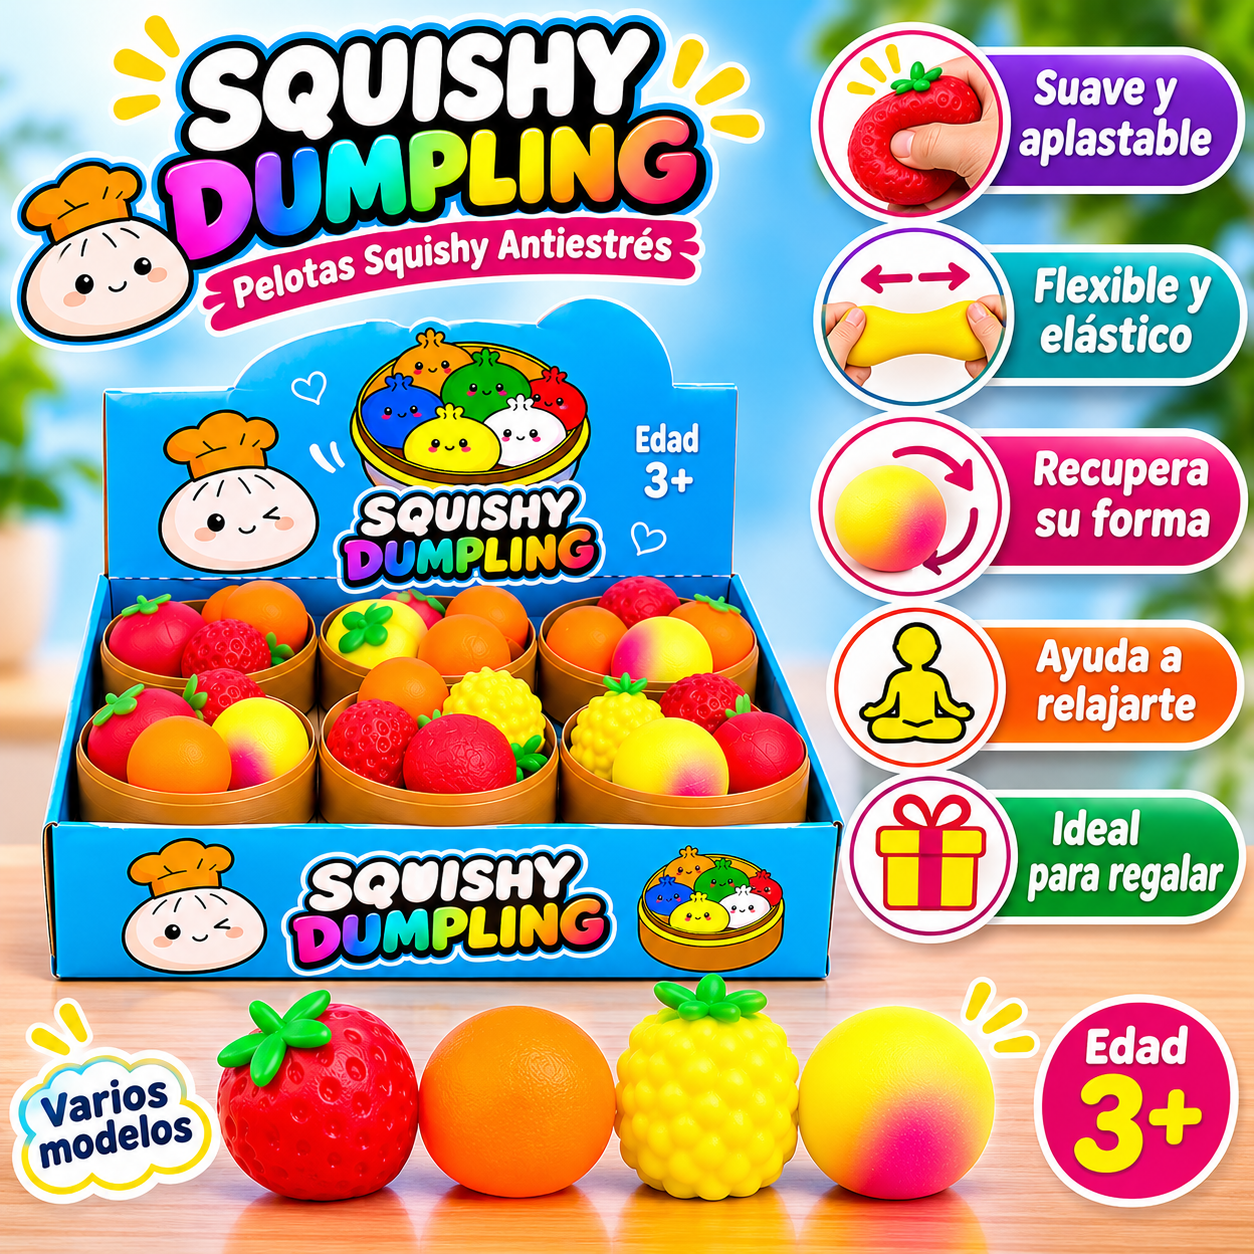 SQUISHY
DUMPLING
Pelotas Squishy Antiestrés
Suave y
aplastable
Flexible y
elástico
Recupera
su forma
Ayuda a
relajarte
Ideal
para regalar
Edad
3+
SQUISHY
DUMPLING
SQUISHY
DUMPLING
Varios
modelos
Edad
3+